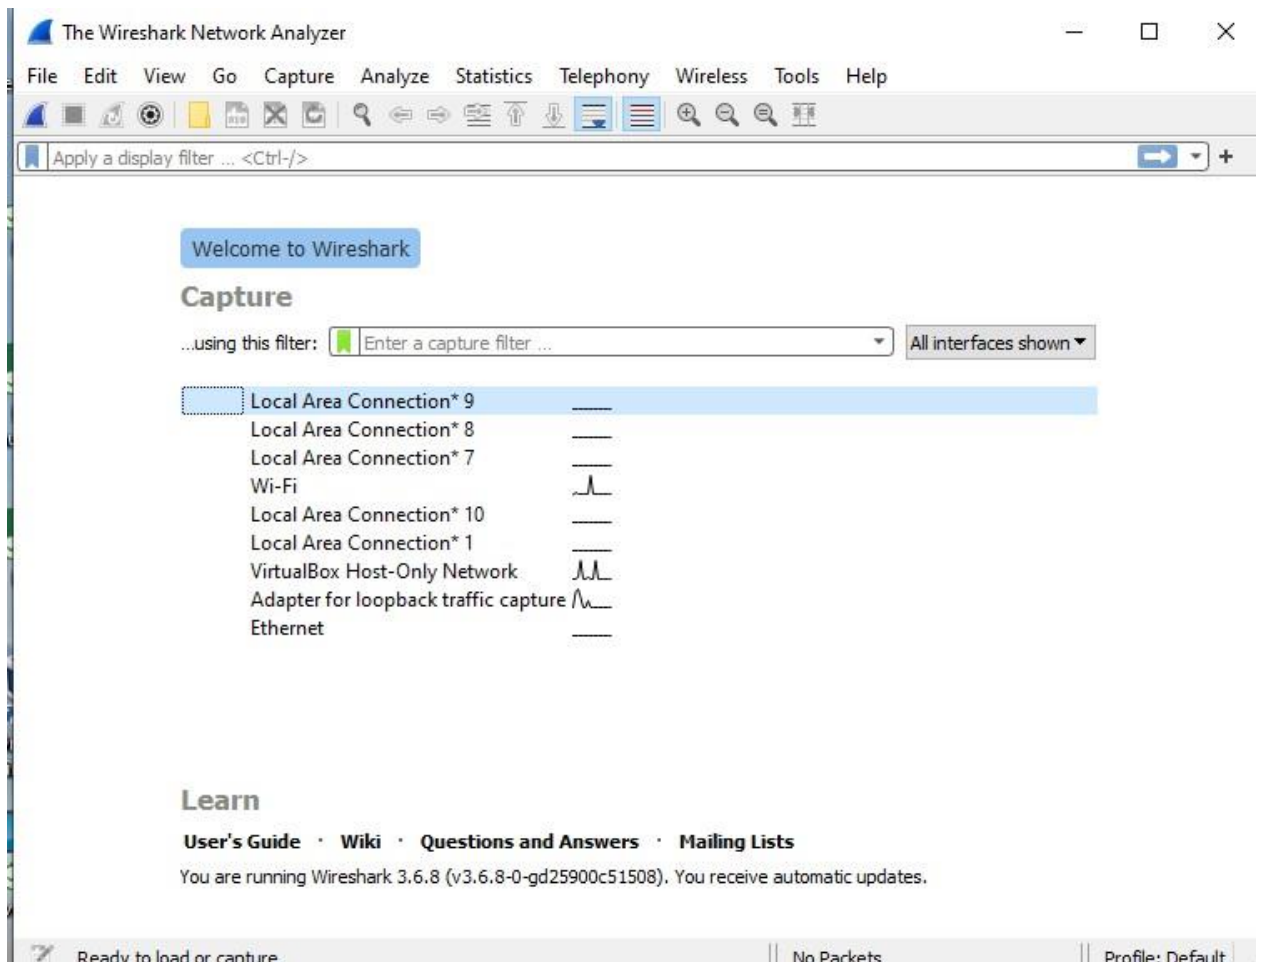 The Wireshark Network Analyzer
File Edit View Go Capture Analyze Statistics Telephony Wireless Tools Help
Apply a display filter ... <Ctrl-/>
Welcome to Wireshark
Capture
...using this filter: Enter a capture filter ... All interfaces shown
Local Area Connection* 9
Local Area Connection* 8
Local Area Connection* 7
Wi-Fi
Local Area Connection* 10
Local Area Connection* 1
VirtualBox Host-Only Network
Adapter for loopback traffic capture
Ethernet
Learn
User's Guide · Wiki · Questions and Answers · Mailing Lists
You are running Wireshark 3.6.8 (v3.6.8-0-gd25900c51508). You receive automatic updates.
Ready to load or capture No Packets Profile: Default